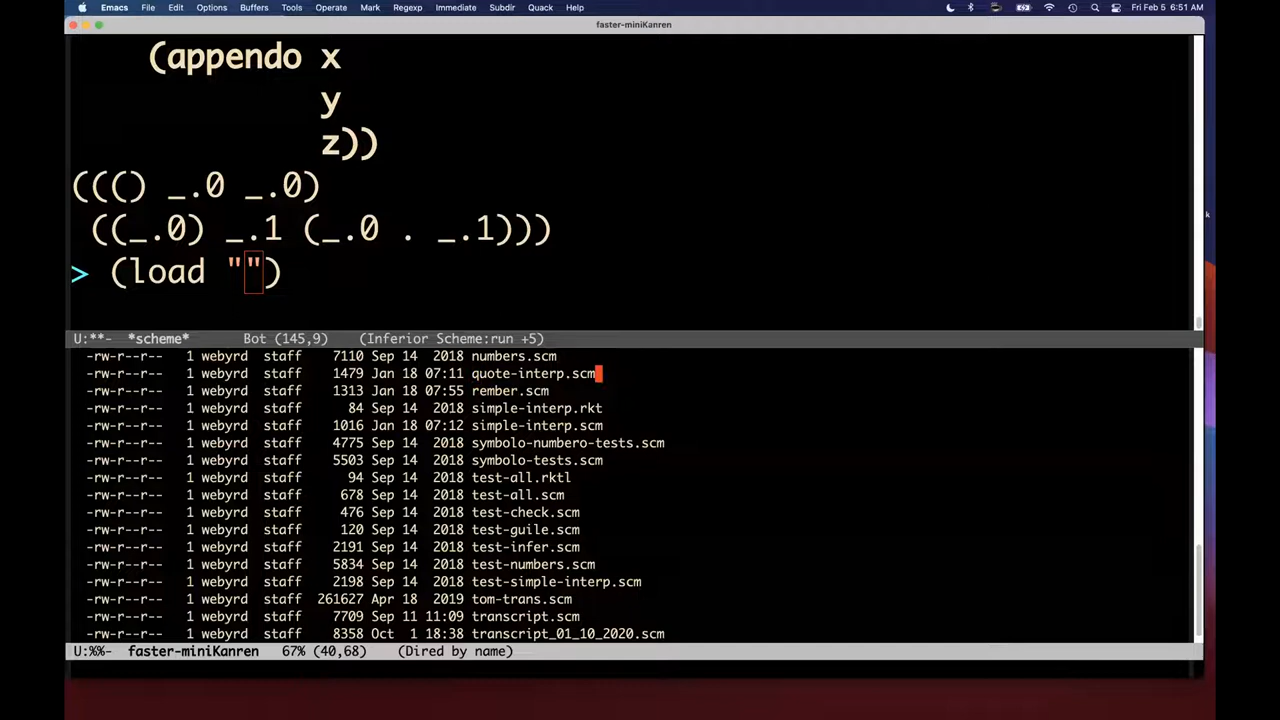 Emacs File Edit Options Buffers Tools Operate Mark Regexp Immediate Subdir Quack Help Fri Feb 5 6:51 AM
faster-miniKanren
(appendo x
y
z))
((() _.0 _.0)
((_.0) _.1 (_.0 . _.1)))
> (load "")
U:**- *scheme* Bot (145,9) (Inferior Scheme:run +5)
-rw-r--r-- 1 webyrd staff 7110 Sep 14 2018 numbers.scm
-rw-r--r-- 1 webyrd staff 1479 Jan 18 07:11 quote-interp.scm
-rw-r--r-- 1 webyrd staff 1313 Jan 18 07:55 rember.scm
-rw-r--r-- 1 webyrd staff 84 Sep 14 2018 simple-interp.rkt
-rw-r--r-- 1 webyrd staff 1016 Jan 18 07:12 simple-interp.scm
-rw-r--r-- 1 webyrd staff 4775 Sep 14 2018 symbolo-numbero-tests.scm
-rw-r--r-- 1 webyrd staff 5503 Sep 14 2018 symbolo-tests.scm
-rw-r--r-- 1 webyrd staff 94 Sep 14 2018 test-all.rktl
-rw-r--r-- 1 webyrd staff 678 Sep 14 2018 test-all.scm
-rw-r--r-- 1 webyrd staff 476 Sep 14 2018 test-check.scm
-rw-r--r-- 1 webyrd staff 120 Sep 14 2018 test-guile.scm
-rw-r--r-- 1 webyrd staff 2191 Sep 14 2018 test-infer.scm
-rw-r--r-- 1 webyrd staff 5834 Sep 14 2018 test-numbers.scm
-rw-r--r-- 1 webyrd staff 2198 Sep 14 2018 test-simple-interp.scm
-rw-r--r-- 1 webyrd staff 261627 Apr 18 2019 tom-trans.scm
-rw-r--r-- 1 webyrd staff 7709 Sep 11 11:09 transcript.scm
-rw-r--r-- 1 webyrd staff 8358 Oct 1 18:38 transcript_01_10_2020.scm
U:%%- faster-miniKanren 67% (40,68) (Dired by name)